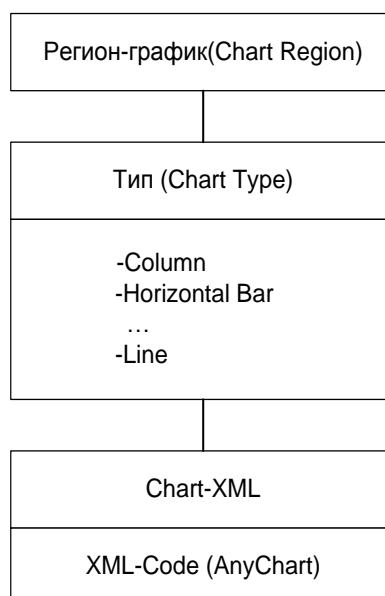 Регион-график(Chart Region)
Тип (Chart Type)
-Column
-Horizontal Bar
…
-Line
Chart-XML
XML-Code (AnyChart)